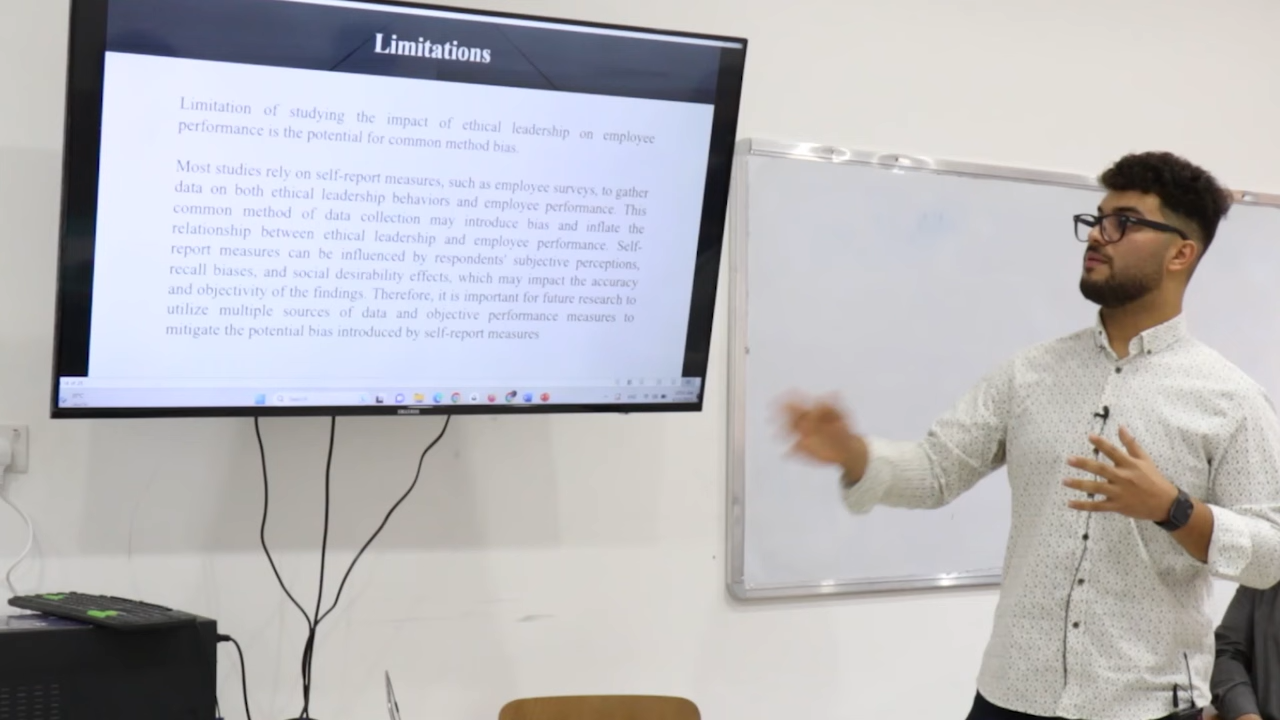 Limitations
Limitation of studying the impact of ethical leadership on employee
performance is the potential for common method bias.
Most studies rely on self-report measures, such as employee surveys, to gather
data on both ethical leadership behaviors and employee performance. This
common method of data collection may introduce bias and inflate the
relationship between ethical leadership and employee performance. Self-
report measures can be influenced by respondents' subjective perceptions,
recall biases, and social desirability effects, which may impact the accuracy
and objectivity of the findings. Therefore, it is important for future research to
utilize multiple sources of data and objective performance measures to
mitigate the potential bias introduced by self-report measures
Search